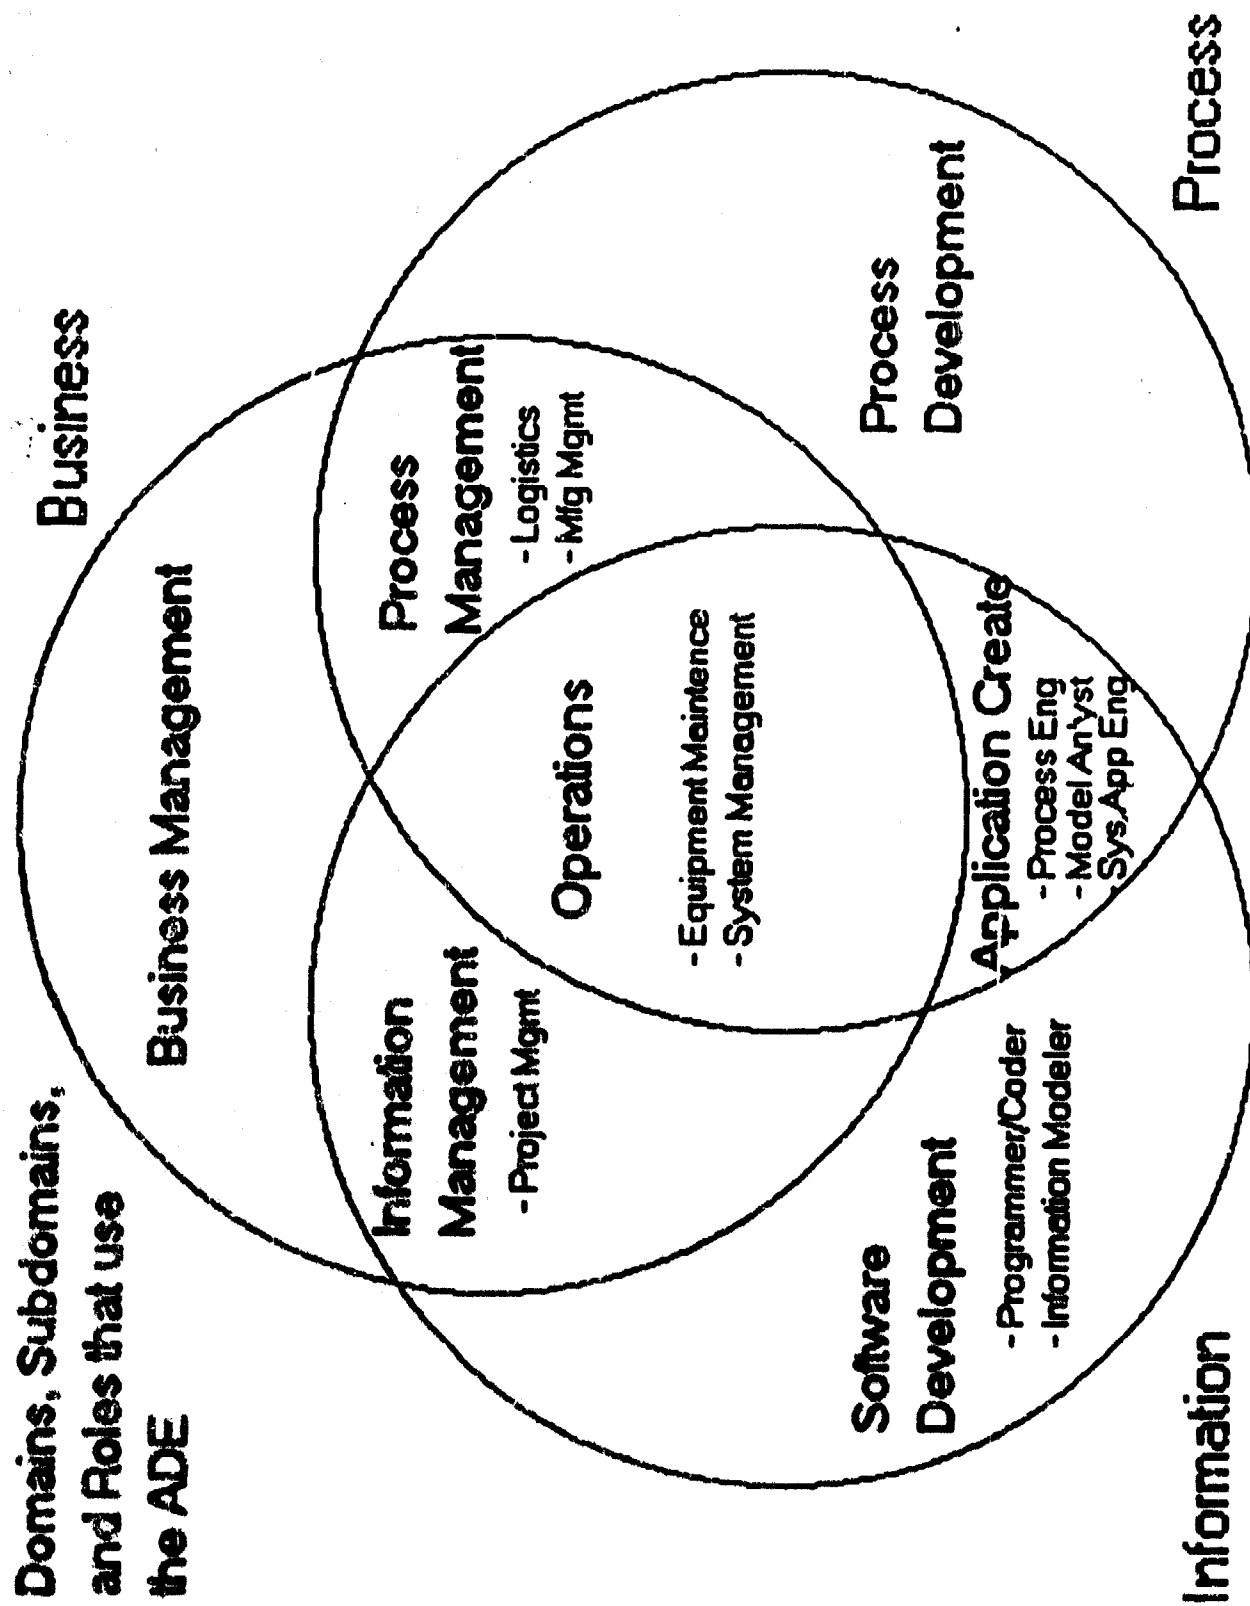 Domains, Subdomains,
and Roles that use
the ADE
Business
Business Management
Information
Management
- Project Mgmt
Process
Management
- Logistics
- Mfg Mgmt
Operations
- Equipment Maintence
- System Management
Software
Development
- Programmer/Coder
- Information Modeler
Application Create
- Process Eng
- Model An'yst
- Sys,App Eng
Process
Development
Information
Process